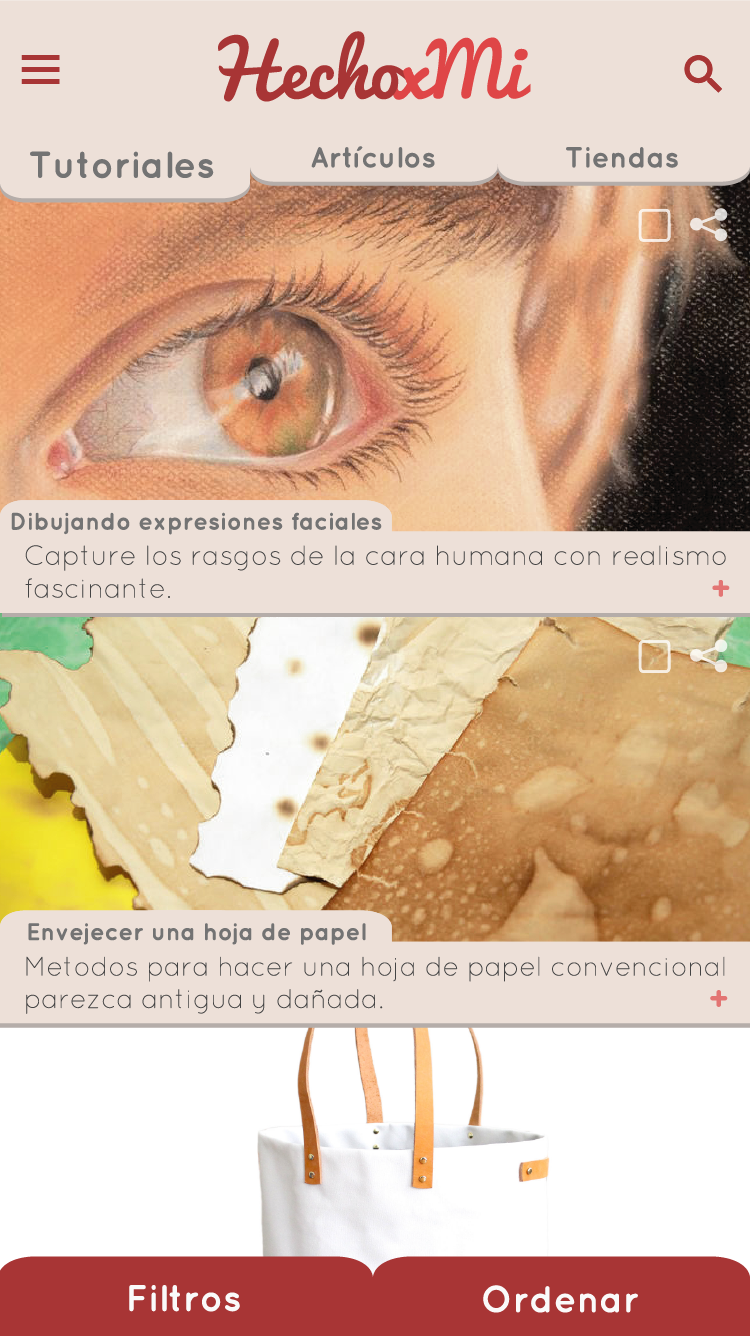 HechoxMi
Tutoriales
Artículos
Tiendas
Dibujando expresiones faciales
Capture los rasgos de la cara humana con realismo
fascinante.
+
Envejecer una hoja de papel
Metodos para hacer una hoja de papel convencional
parezca antigua y dañada.
+
Filtros
Ordenar